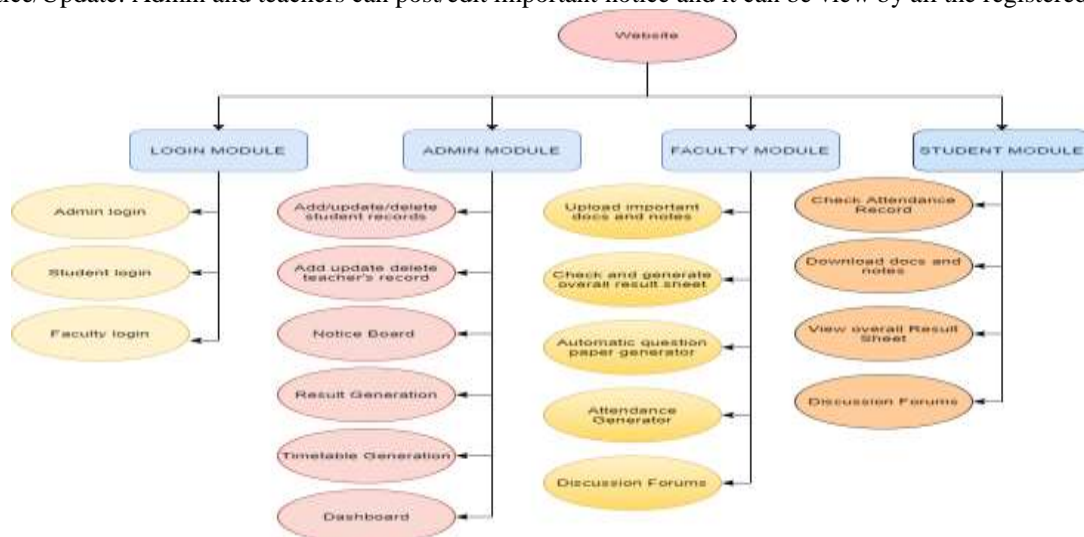 ice/Update: Admin and teachers can post/edit important notice and it can be view by all the registered
Website
LOGIN MODULE
ADMIN MODULE
FACULTY MODULE
STUDENT MODULE
Admin login
Student login
Faculty login
Add/update/delete
student records
Add update delete
teacher's record
Notice Board
Result Generation
Timetable Generation
Dashboard
Upload important
docs and notes
Check and generate
overall result sheet
Automatic question
paper generator
Attendance
Generator
Discussion Forums
Check Attendance
Record
Download docs and
notes
View overall Result
Sheet
Discussion Forums